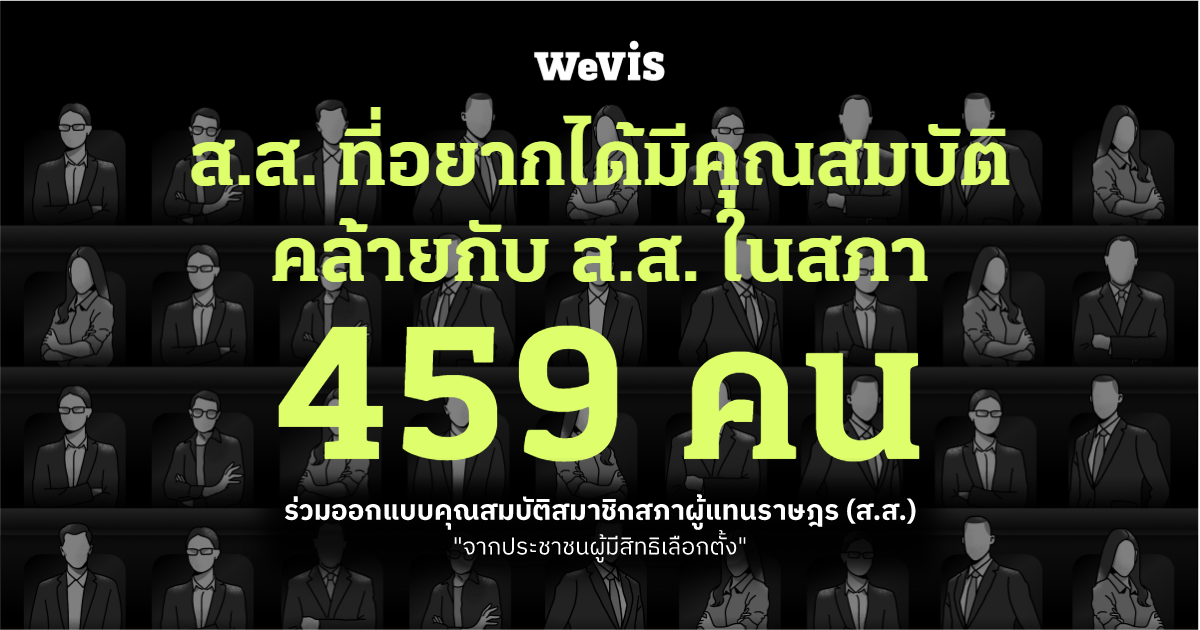 WeVIS
ส.ส. ที่อยากได้มีคุณสมบัติ
คล้ายกับ ส.ส. ในสภา
459 คน
ร่วมออกแบบคุณสมบัติสมาชิกสภาผู้แทนราษฎร (ส.ส.)
"จากประชาชนผู้มีสิทธิเลือกตั้ง"